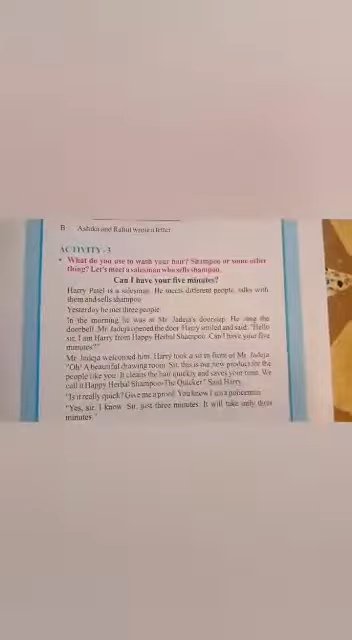 B Ashka and Rahul wrote a letter.
ACTIVITY - 3
• What do you use to wash your hair? Shampoo or some other
thing? Let's meet a salesman who sells shampoo.
Can I have your five minutes?
Harry Patel is a salesman. He meets different people, talks with
them and sells shampoo.
Yesterday he met three people.
In the morning he was at Mr. Jadeja's doorstep. He rang the
doorbell. Mr. Jadeja opened the door. Harry smiled and said, "Hello
sir, I am Harry from Happy Herbal Shampoo. Can I have your five
minutes?"
Mr. Jadeja welcomed him. Harry took a sit in front of Mr. Jadeja.
"Oh! A beautiful drawing room. Sir, this is our new product for the
people like you. It cleans the hair quickly and saves your time. We
call it Happy Herbal Shampoo-The Quicker." Said Harry.
"Is it really quick? Give me a proof. You know I am a policeman."
"Yes, sir. I know. Sir, just three minutes. It will take only three
minutes."